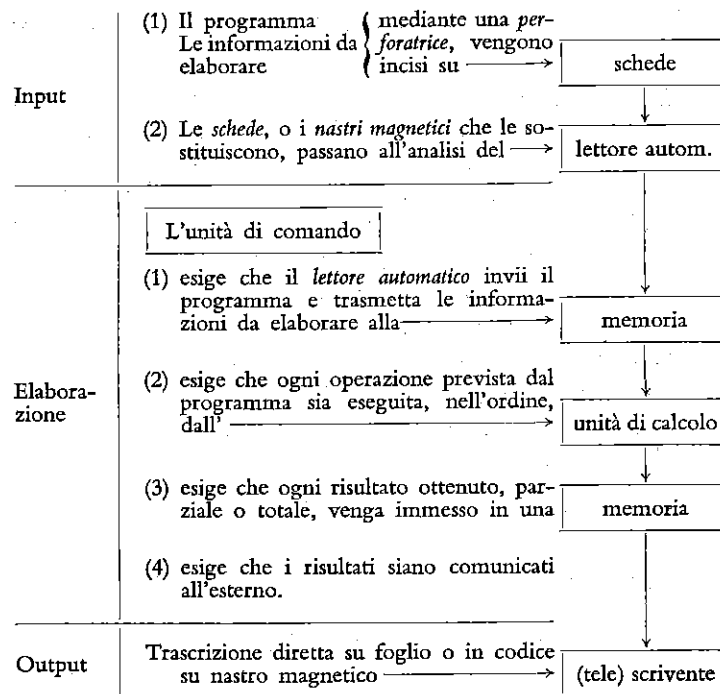 (1) Il programma
Le informazioni da
elaborare
mediante una per-
foratrice, vengono
incisi su
schede
Input
(2) Le schede, o i nastri magnetici che le so-
stituiscono, passano all'analisi del
lettore autom.
L'unità di comando
(1) esige che il lettore automatico invii il
programma e trasmetta le informa-
zioni da elaborare alla
memoria
Elabora-
zione
(2) esige che ogni operazione prevista dal
programma sia eseguita, nell'ordine,
dall'
unità di calcolo
(3) esige che ogni risultato ottenuto, par-
ziale o totale, venga immesso in una
memoria
(4) esige che i risultati siano comunicati
all'esterno.
Output
Trascrizione diretta su foglio o in codice
su nastro magnetico
(tele) scrivente